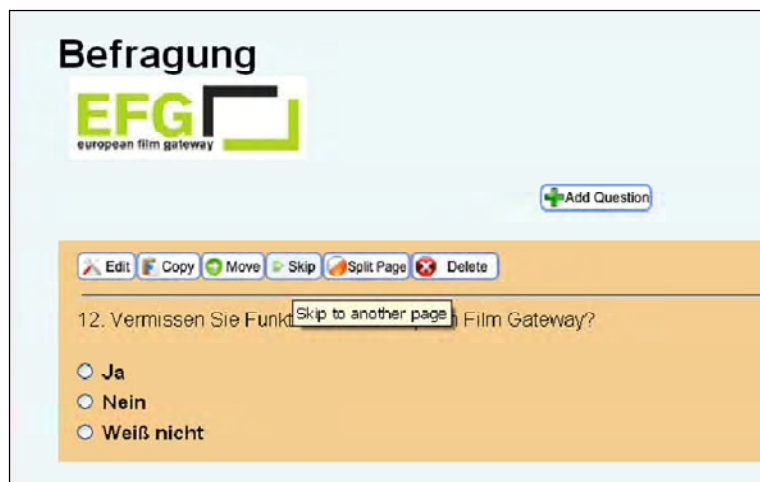 Befragung
EFG
european film gateway
Add Question
Edit Copy Move Skip Split Page Delete
Skip to another page
12. Vermissen Sie Film Gateway?
Ja
Nein
Weiß nicht